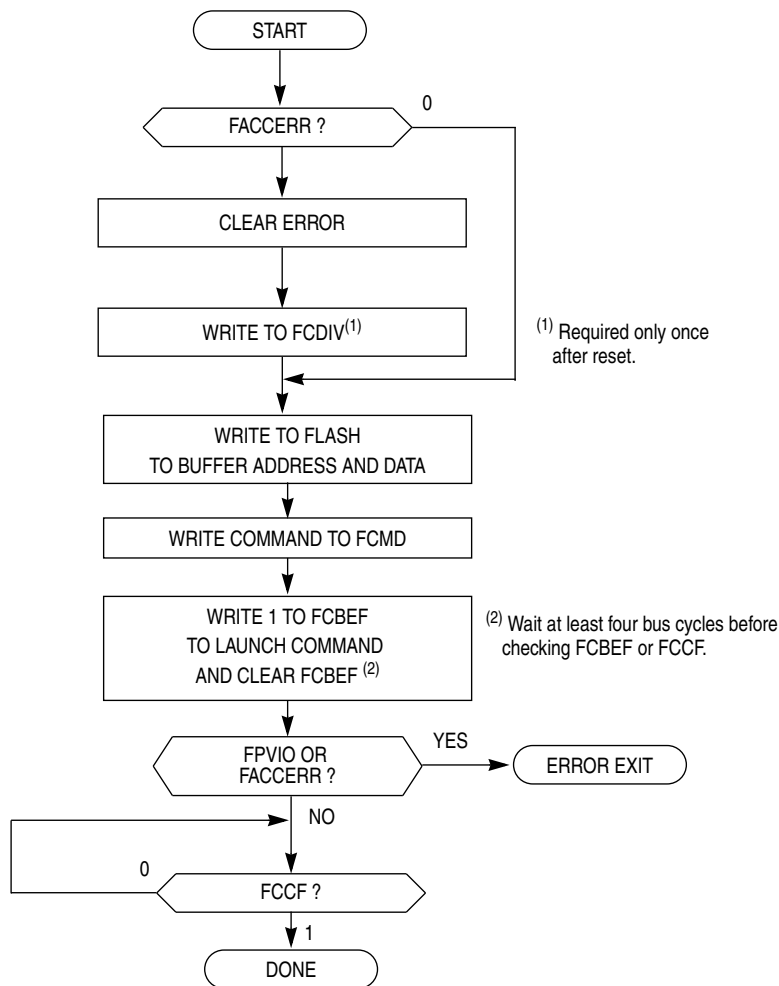 START
0
FACCERR ?
CLEAR ERROR
WRITE TO FCDIV(1)
(1) Required only once
after reset.
WRITE TO FLASH
TO BUFFER ADDRESS AND DATA
WRITE COMMAND TO FCMD
WRITE 1 TO FCBEF
TO LAUNCH COMMAND
AND CLEAR FCBEF (2)
(2) Wait at least four bus cycles before
checking FCBEF or FCCF.
FPVIO OR
FACCERR ?
YES
ERROR EXIT
NO
0
FCCF ?
1
DONE